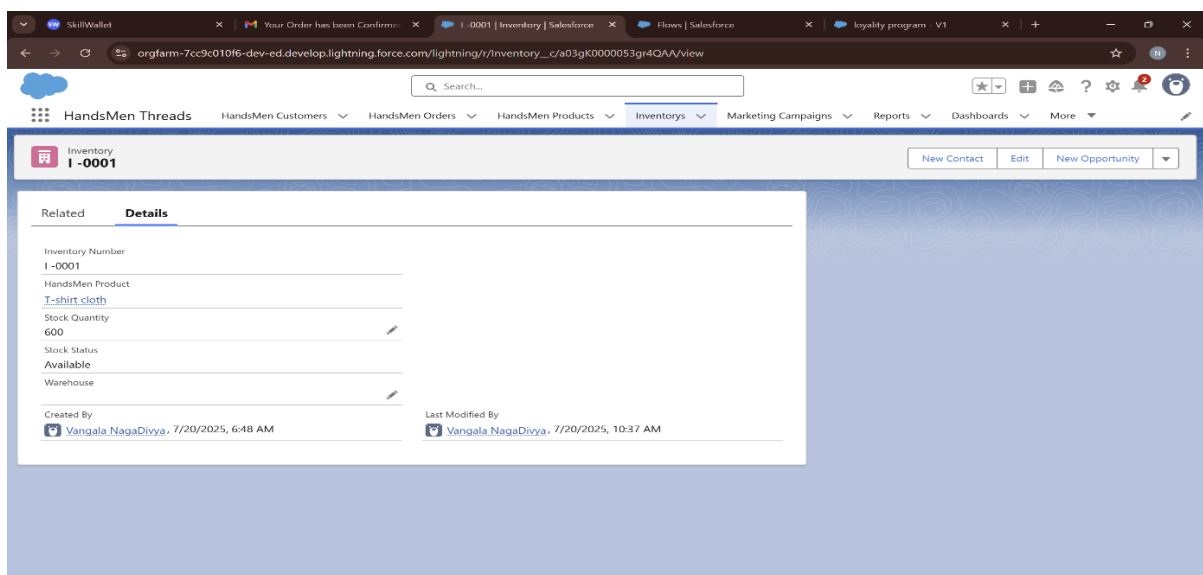 SkillWallet
Your Order has been Confirme
I -0001 | Inventory | Salesforce
Flows | Salesforce
loyality program - V1
orgfarm-7cc9c010f6-dev-ed.develop.lightning.force.com/lightning/r/Inventory__c/a03gK0000053gr4QAA/view
N
Search...
2
HandsMen Threads
HandsMen Customers
HandsMen Orders
HandsMen Products
Inventorys
Marketing Campaigns
Reports
Dashboards
More
Inventory
I -0001
New Contact
Edit
New Opportunity
Related
Details
Inventory Number
I -0001
HandsMen Product
T-shirt cloth
Stock Quantity
600
Stock Status
Available
Warehouse
Created By
Vangala NagaDivya, 7/20/2025, 6:48 AM
Last Modified By
Vangala NagaDivya, 7/20/2025, 10:37 AM